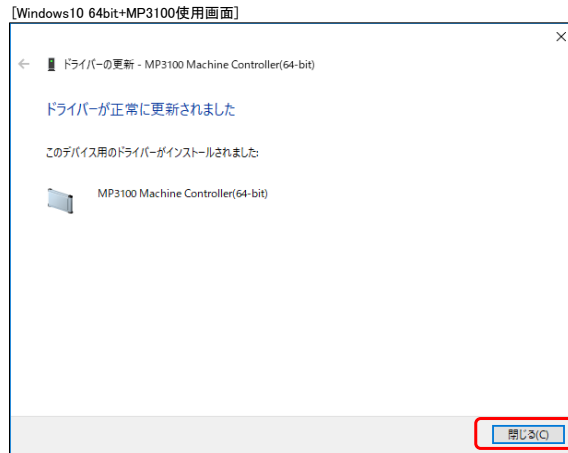 [Windows10 64bit+MP3100使用画面]
ドライバーの更新 - MP3100 Machine Controller(64-bit)
ドライバーが正常に更新されました
このデバイス用のドライバーがインストールされました:
MP3100 Machine Controller(64-bit)
閉じる(C)